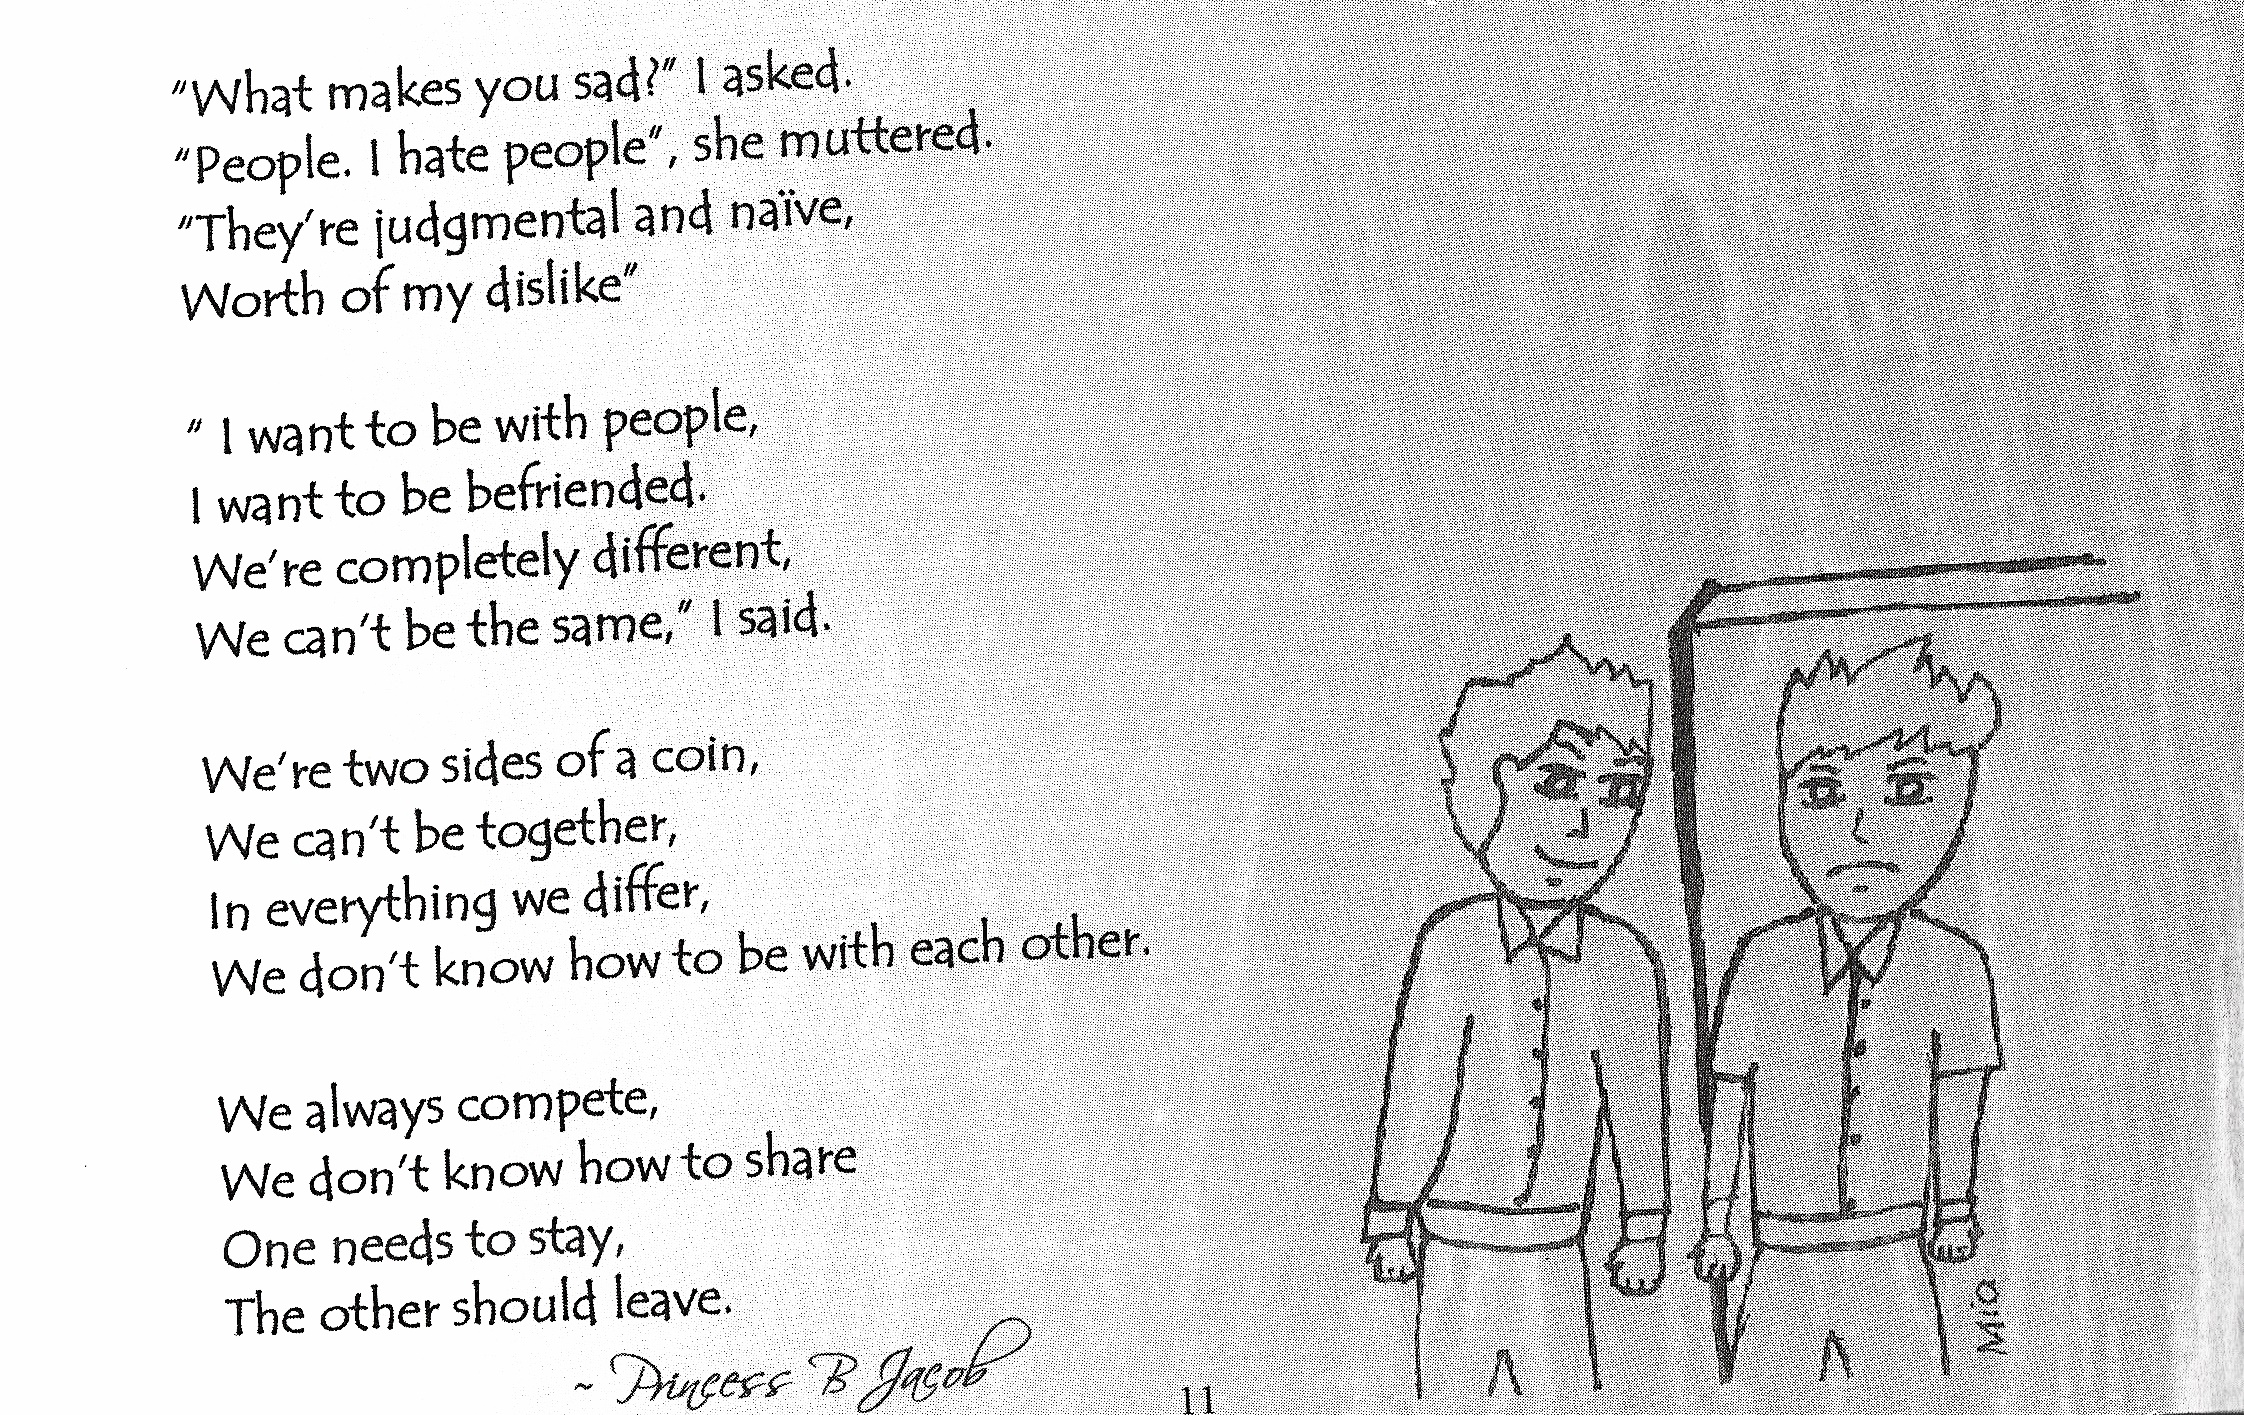 "What makes you sad?" I asked.
"People. I hate people", she muttered.
"They're judgmental and naïve,
Worth of my dislike"
" I want to be with people,
I want to be befriended.
We're completely different,
We can't be the same," I said.
We're two sides of a coin,
We can't be together,
In everything we differ,
We don't know how to be with each other.
We always compete,
We don't know how to share
One needs to stay,
The other should leave.
~ Princess B Jacob
Mia
11